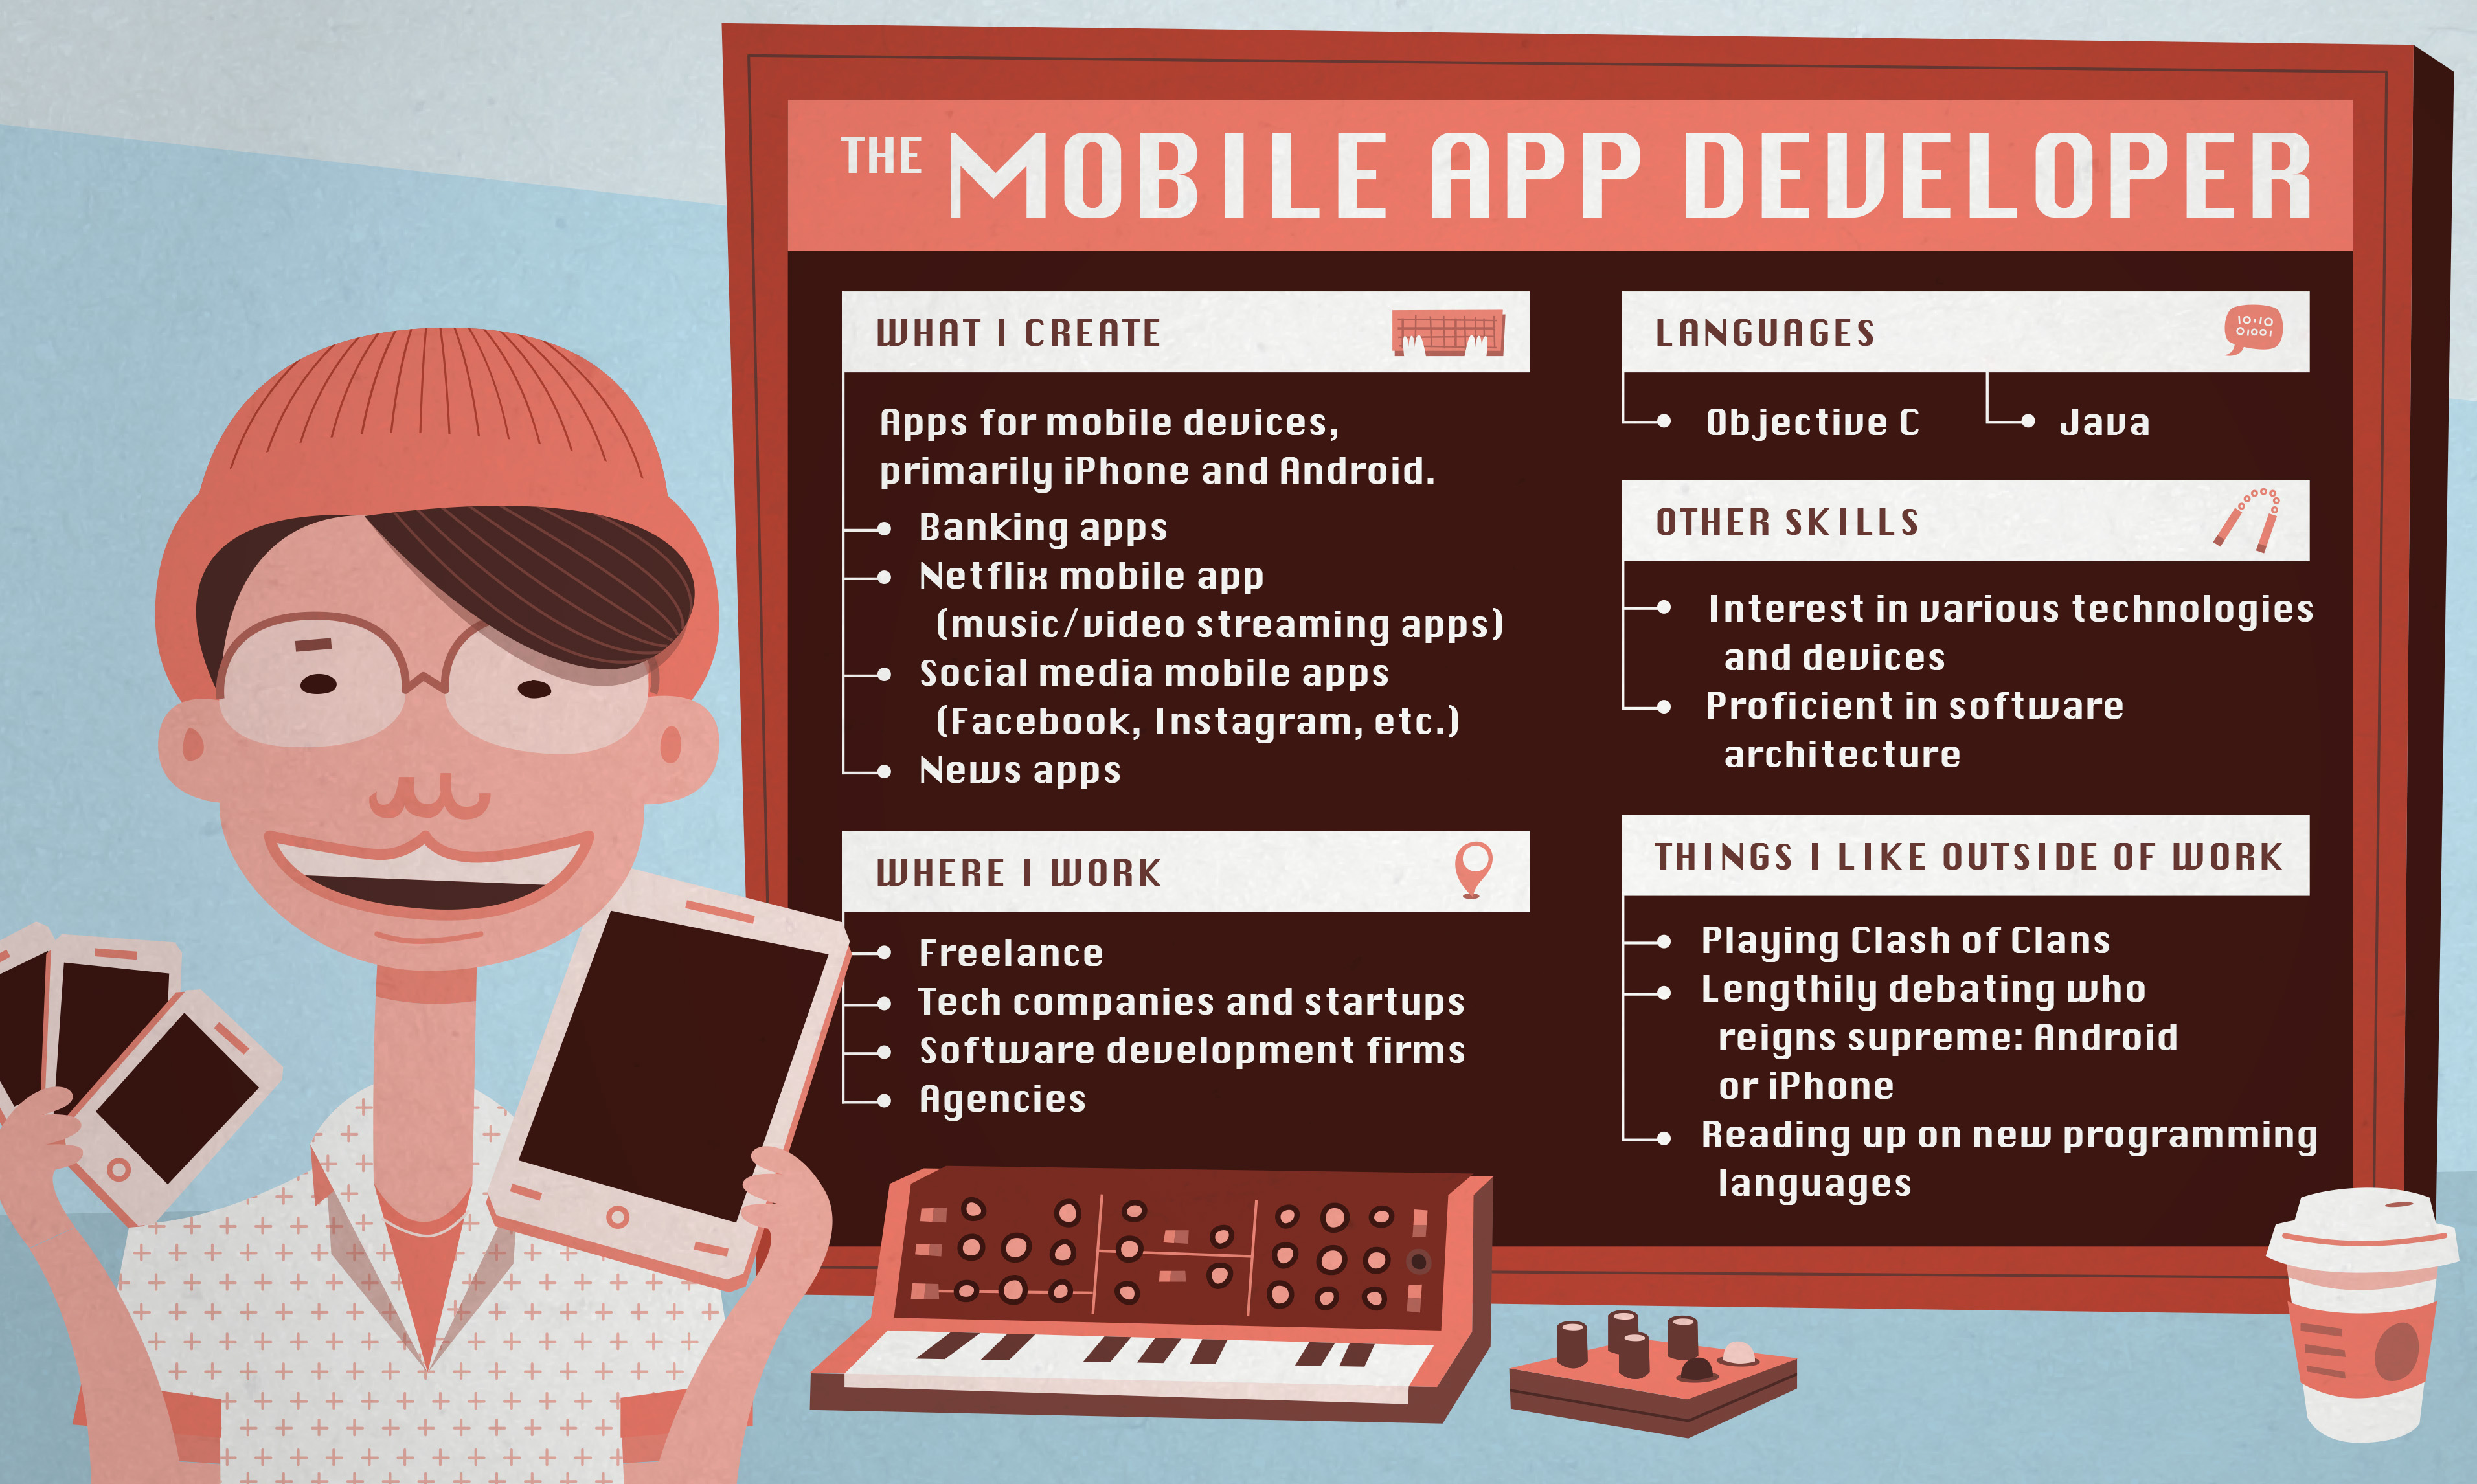 THE MOBILE APP DEVELOPER
WHAT I CREATE
Apps for mobile devices,
primarily iPhone and Android.
Banking apps
Netflix mobile app
(music/video streaming apps)
Social media mobile apps
(Facebook, Instagram, etc.)
News apps
WHERE I WORK
Freelance
Tech companies and startups
Software development firms
Agencies
LANGUAGES
10110
01001
Objective C
Java
OTHER SKILLS
Interest in various technologies
and devices
Proficient in software
architecture
THINGS I LIKE OUTSIDE OF WORK
Playing Clash of Clans
Lengthily debating who
reigns supreme: Android
or iPhone
Reading up on new programming
languages